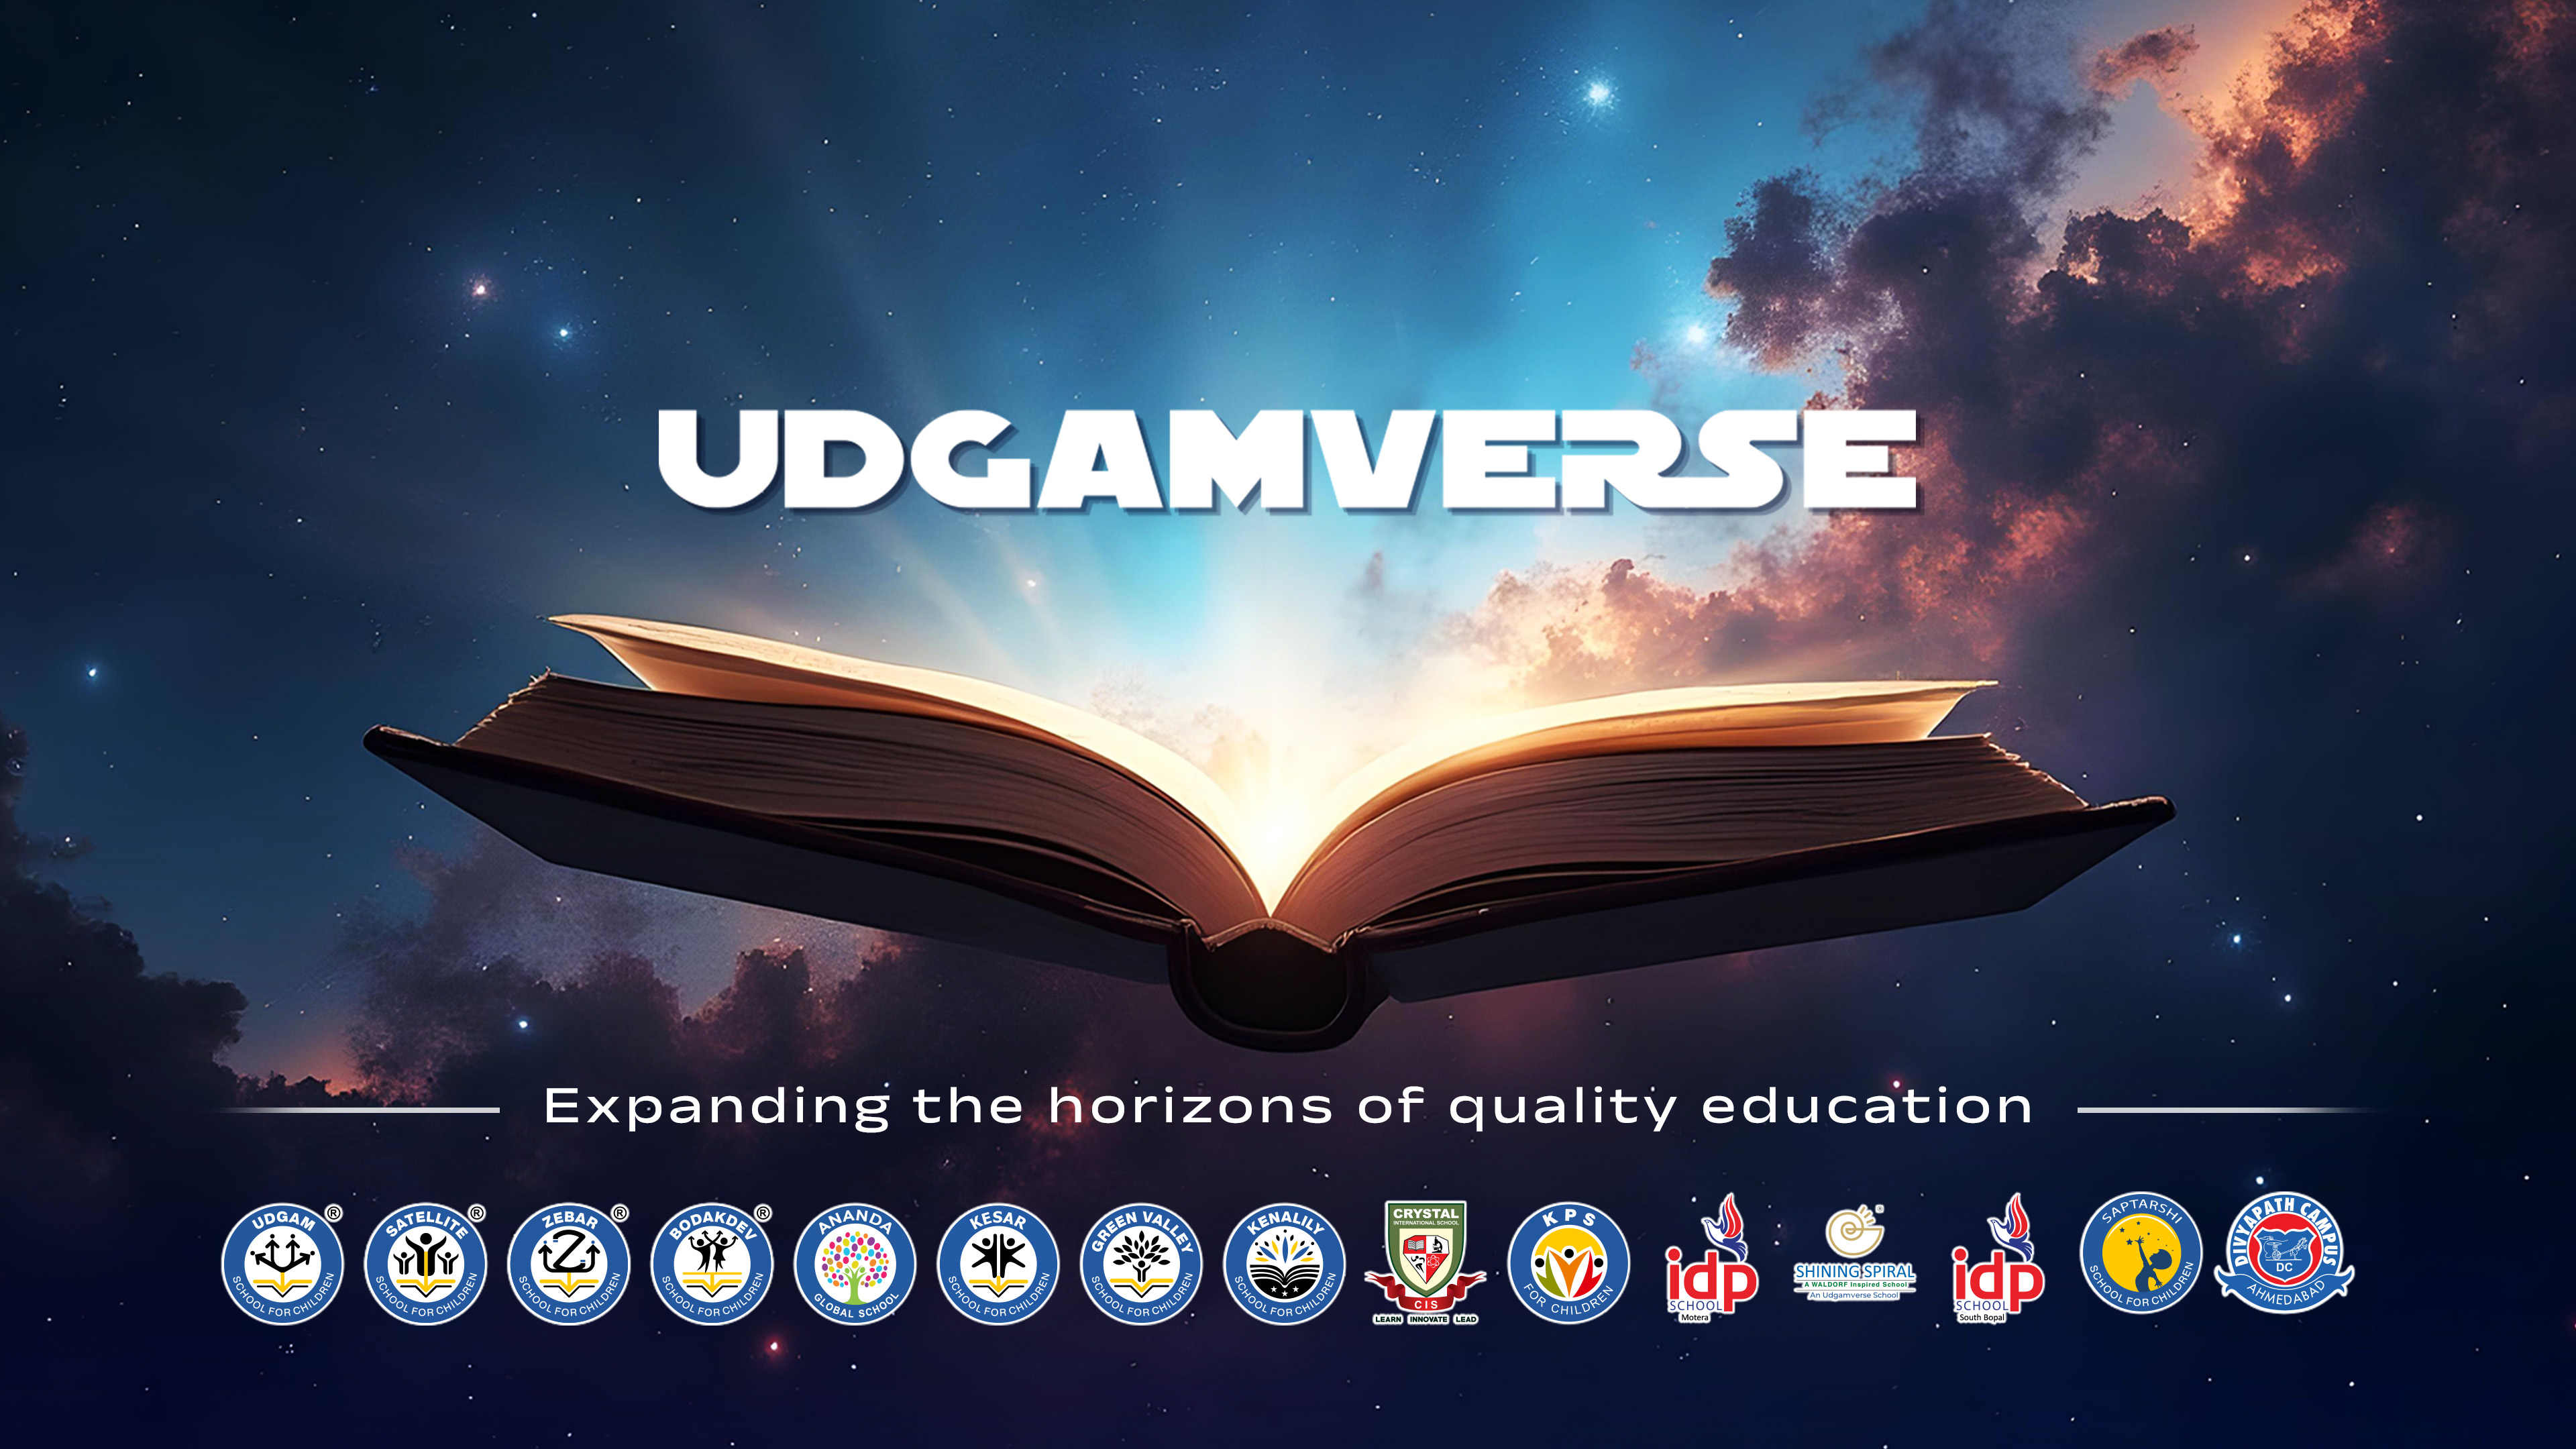 UDGAMVERSE
Expanding the horizons of quality education
UDGAM ®
SCHOOL FOR CHILDREN
SATELLITE ®
SCHOOL FOR CHILDREN
ZEBAR ®
Z
SCHOOL FOR CHILDREN
BODAKDEV ®
SCHOOL FOR CHILDREN
ANANDA
GLOBAL SCHOOL
KESAR
SCHOOL FOR CHILDREN
GREEN VALLEY
SCHOOL FOR CHILDREN
KENALILY
SCHOOL FOR CHILDREN
CRYSTAL
INTERNATIONAL SCHOOL
CIS
LEARN INNOVATE LEAD
KPS
FOR CHILDREN
idp
SCHOOL
Motera
SHINING SPIRAL
A WALDORF Inspired School
An Udgamverse School
idp
SCHOOL
South Bopal
SAPTARSHI
SCHOOL FOR CHILDREN
DIVYAPATH CAMPUS
DC
AHMEDABAD